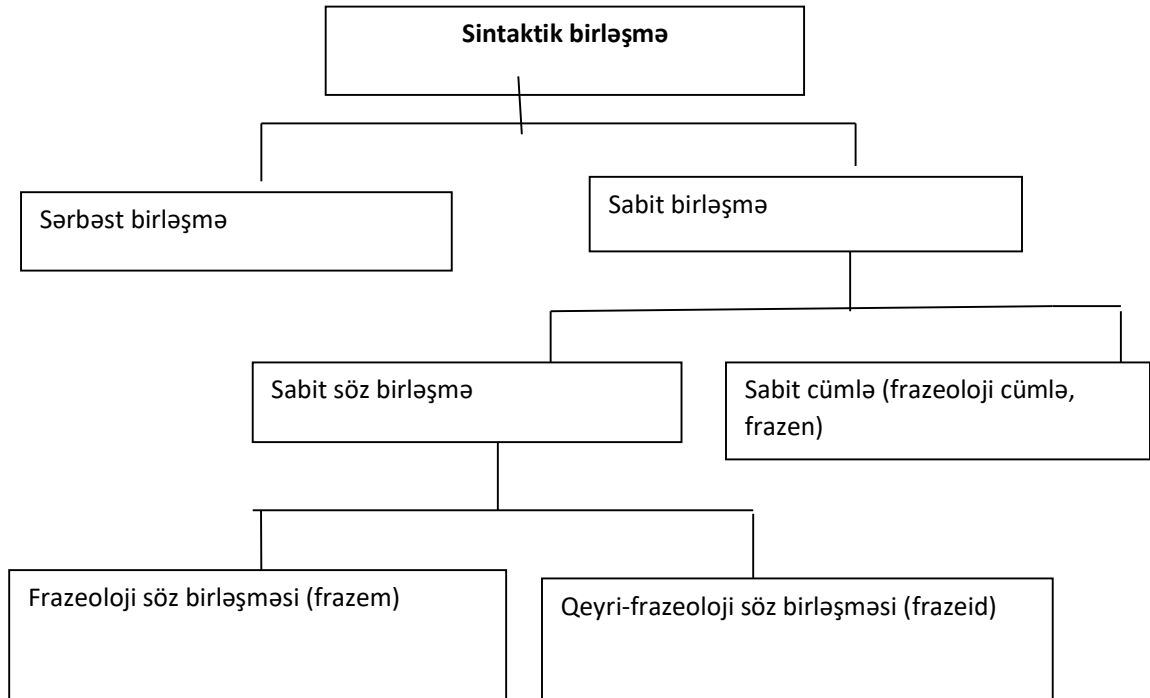 Sintaktik birləşmə
Sərbəst birləşmə
Sabit birləşmə
Sabit söz birləşmə
Sabit cümlə (frazeoloji cümlə,
frazen)
Frazeoloji söz birləşməsi (frazem)
Qeyri-frazeoloji söz birləşməsi (frazeid)